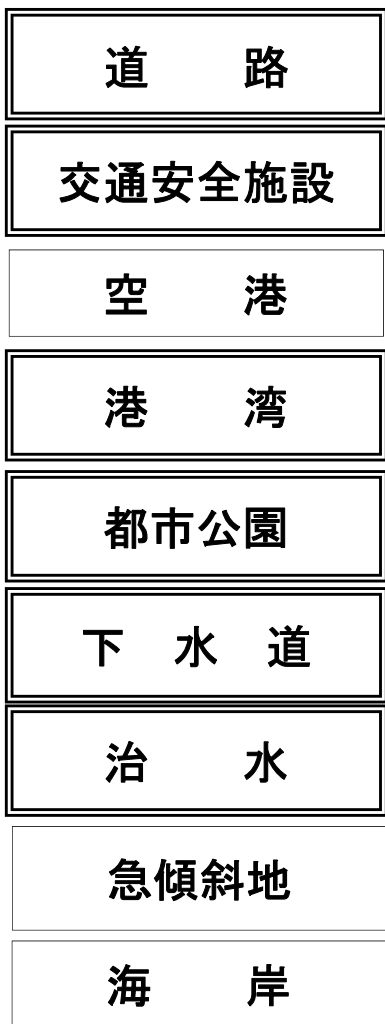 道　　路
交通安全施設
空　　港
港　　湾
都市公園
下　水　道
治　　水
急傾斜地
海　　岸